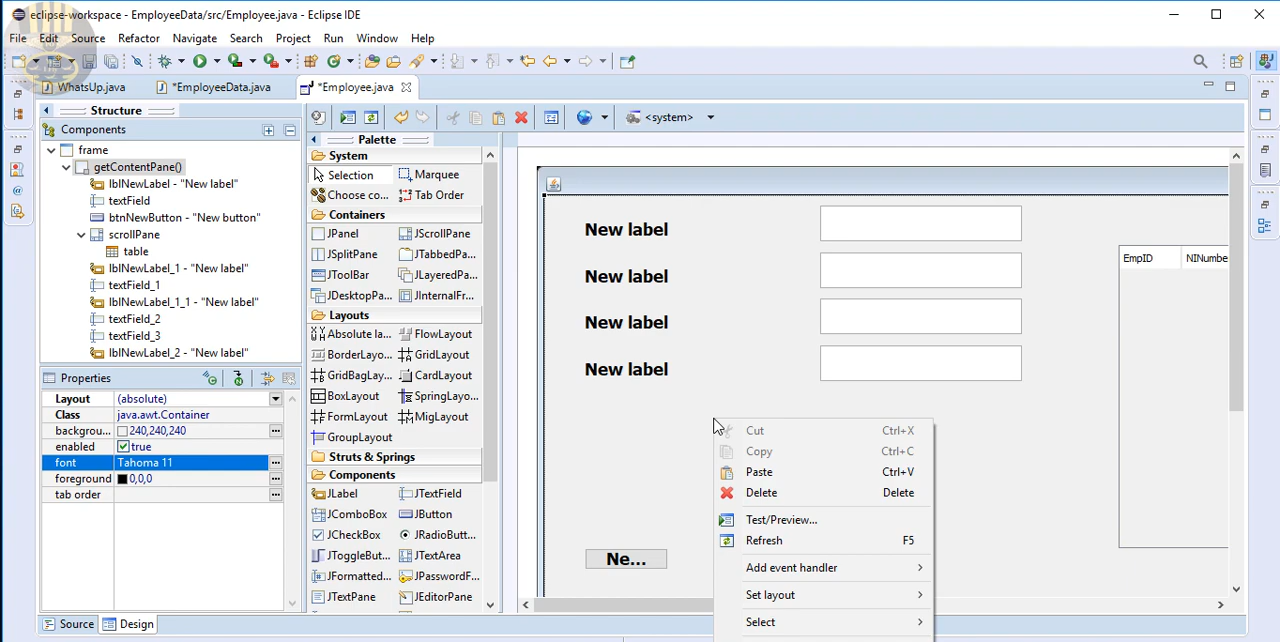 eclipse-workspace - EmployeeData/src/Employee.java - Eclipse IDE
File Edit Source Refactor Navigate Search Project Run Window Help
WhatsUp.java *EmployeeData.java *Employee.java
Structure
Components
frame
getContentPane()
lblNewLabel - "New label"
textField
btnNewButton - "New button"
scrollPane
table
lblNewLabel_1 - "New label"
textField_1
lblNewLabel_1_1 - "New label"
textField_2
textField_3
lblNewLabel_2 - "New label"
Properties
Layout (absolute)
Class java.awt.Container
backgrou... 240,240,240
enabled true
font Tahoma 11
foreground 0,0,0
tab order
Source Design
<system>
Palette
System
Selection Marquee
Choose co... Tab Order
Containers
JPanel JScrollPane
JSplitPane JTabbedPa...
JToolBar JLayeredPa...
JDesktopPa... JInternalFr...
Layouts
Absolute la... FlowLayout
BorderLayo... GridLayout
GridBagLay... CardLayout
BoxLayout SpringLayo...
FormLayout MigLayout
GroupLayout
Struts & Springs
Components
JLabel JTextField
JComboBox JButton
JCheckBox JRadioButt...
JToggleBut... JTextArea
JFormatted... JPasswordF...
JTextPane JEditorPane
New label
New label
New label
New label
Ne...
EmpID NINumbe
Cut Ctrl+X
Copy Ctrl+C
Paste Ctrl+V
Delete Delete
Test/Preview...
Refresh F5
Add event handler
Set layout
Select